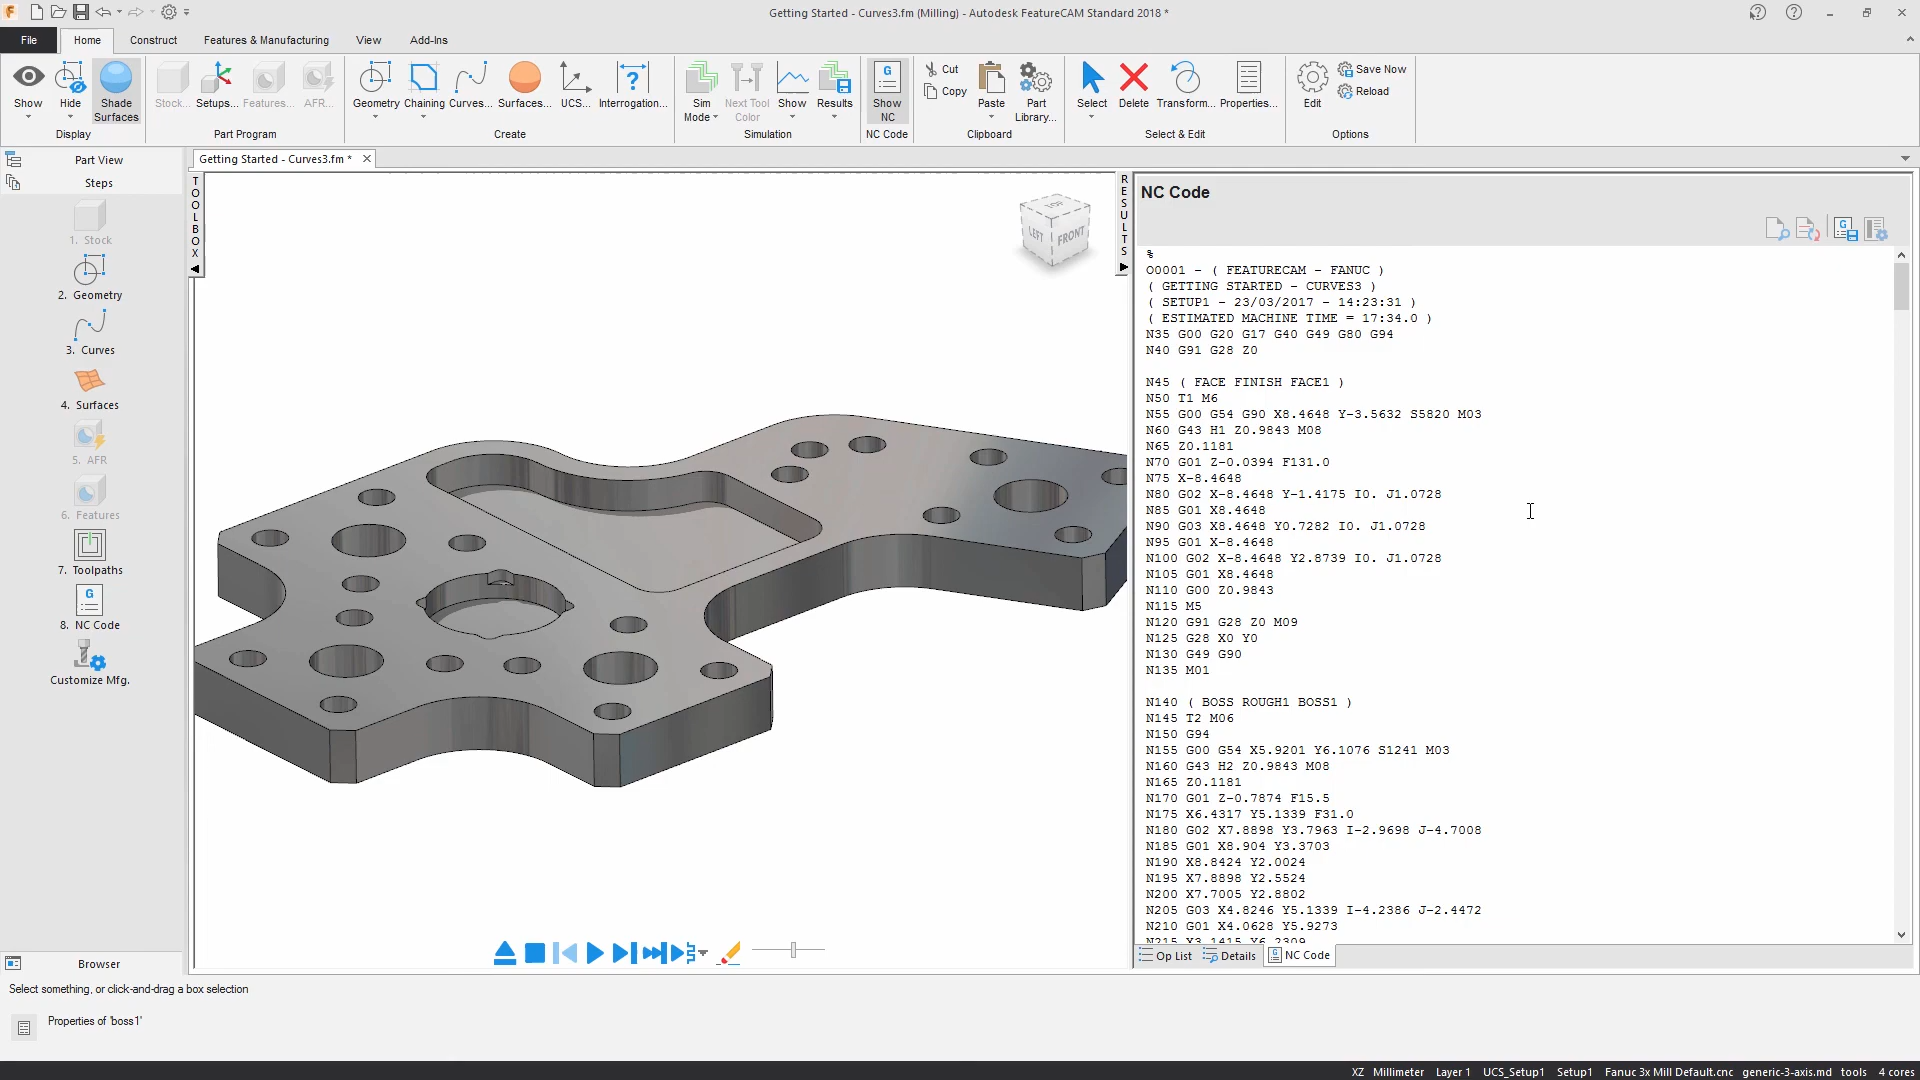 Getting Started - Curves3.fm (Milling) - Autodesk FeatureCAM Standard 2018 *
File Home Construct Features & Manufacturing View Add-Ins
Show Hide Shade Surfaces
Stock... Setups... Features... AFR...
Geometry Chaining Curves... Surfaces... UCS... Interrogation...
Sim Mode Next Tool Color Show Results
G Show NC
Cut Copy Paste Part Library...
Select Delete Transform... Properties...
Edit Save Now Reload
Display Part Program Create Simulation NC Code Clipboard Select & Edit Options
Part View
Steps
1. Stock
2. Geometry
3. Curves
4. Surfaces
5. AFR
6. Features
7. Toolpaths
G
8. NC Code
Customize Mfg.
Browser
Getting Started - Curves3.fm *
TOOLBOX
TOP
LEFT FRONT
RESULTS
NC Code
%
O0001 - ( FEATURECAM - FANUC )
( GETTING STARTED - CURVES3 )
( SETUP1 - 23/03/2017 - 14:23:31 )
( ESTIMATED MACHINE TIME = 17:34.0 )
N35 G00 G20 G17 G40 G49 G80 G94
N40 G91 G28 Z0
N45 ( FACE FINISH FACE1 )
N50 T1 M6
N55 G00 G54 G90 X8.4648 Y-3.5632 S5820 M03
N60 G43 H1 Z0.9843 M08
N65 Z0.1181
N70 G01 Z-0.0394 F131.0
N75 X-8.4648
N80 G02 X-8.4648 Y-1.4175 I0. J1.0728
N85 G01 X8.4648
N90 G03 X8.4648 Y0.7282 I0. J1.0728
N95 G01 X-8.4648
N100 G02 X-8.4648 Y2.8739 I0. J1.0728
N105 G01 X8.4648
N110 G00 Z0.9843
N115 M5
N120 G91 G28 Z0 M09
N125 G28 X0 Y0
N130 G49 G90
N135 M01
N140 ( BOSS ROUGH1 BOSS1 )
N145 T2 M06
N150 G94
N155 G00 G54 X5.9201 Y6.1076 S1241 M03
N160 G43 H2 Z0.9843 M08
N165 Z0.1181
N170 G01 Z-0.7874 F15.5
N175 X6.4317 Y5.1339 F31.0
N180 G02 X7.8898 Y3.7963 I-2.9698 J-4.7008
N185 G01 X8.904 Y3.3703
N190 X8.8424 Y2.0024
N195 X7.8898 Y2.5524
N200 X7.7005 Y2.8802
N205 G03 X4.8246 Y5.1339 I-4.2386 J-2.4472
N210 G01 X4.0628 Y5.9273
N215 X3.1415 Y6.2309
Op List Details NC Code
Select something, or click-and-drag a box selection
Properties of 'boss1'
XZ Millimeter Layer 1 UCS_Setup1 Setup1 Fanuc 3x Mill Default.cnc generic-3-axis.md tools 4 cores